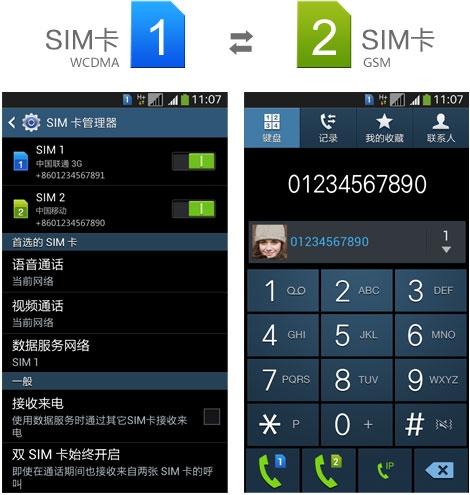 SIM卡
WCDMA
1
2
SIM卡
GSM
1 H+ 11:07
SIM 卡管理器
SIM 1
中国联通 3G
+8601234567891
1
SIM 2
中国移动
+8601234567890
2
首选的 SIM 卡
语音通话
当前网络
视频通话
当前网络
数据服务网络
SIM 1
一般
接收来电
使用数据服务时通过其它SIM卡接收来电
双 SIM 卡始终开启
即使在通话期间也接收来自两张 SIM 卡的呼叫
1 H+ 11:07
键盘 记录 我的收藏 联系人
01234567890
01234567890 1
1 2 ABC 3 DEF
4 GHI 5 JKL 6 MNO
7 PQRS 8 TUV 9 WXYZ
* P 0 + #
1 2 IP